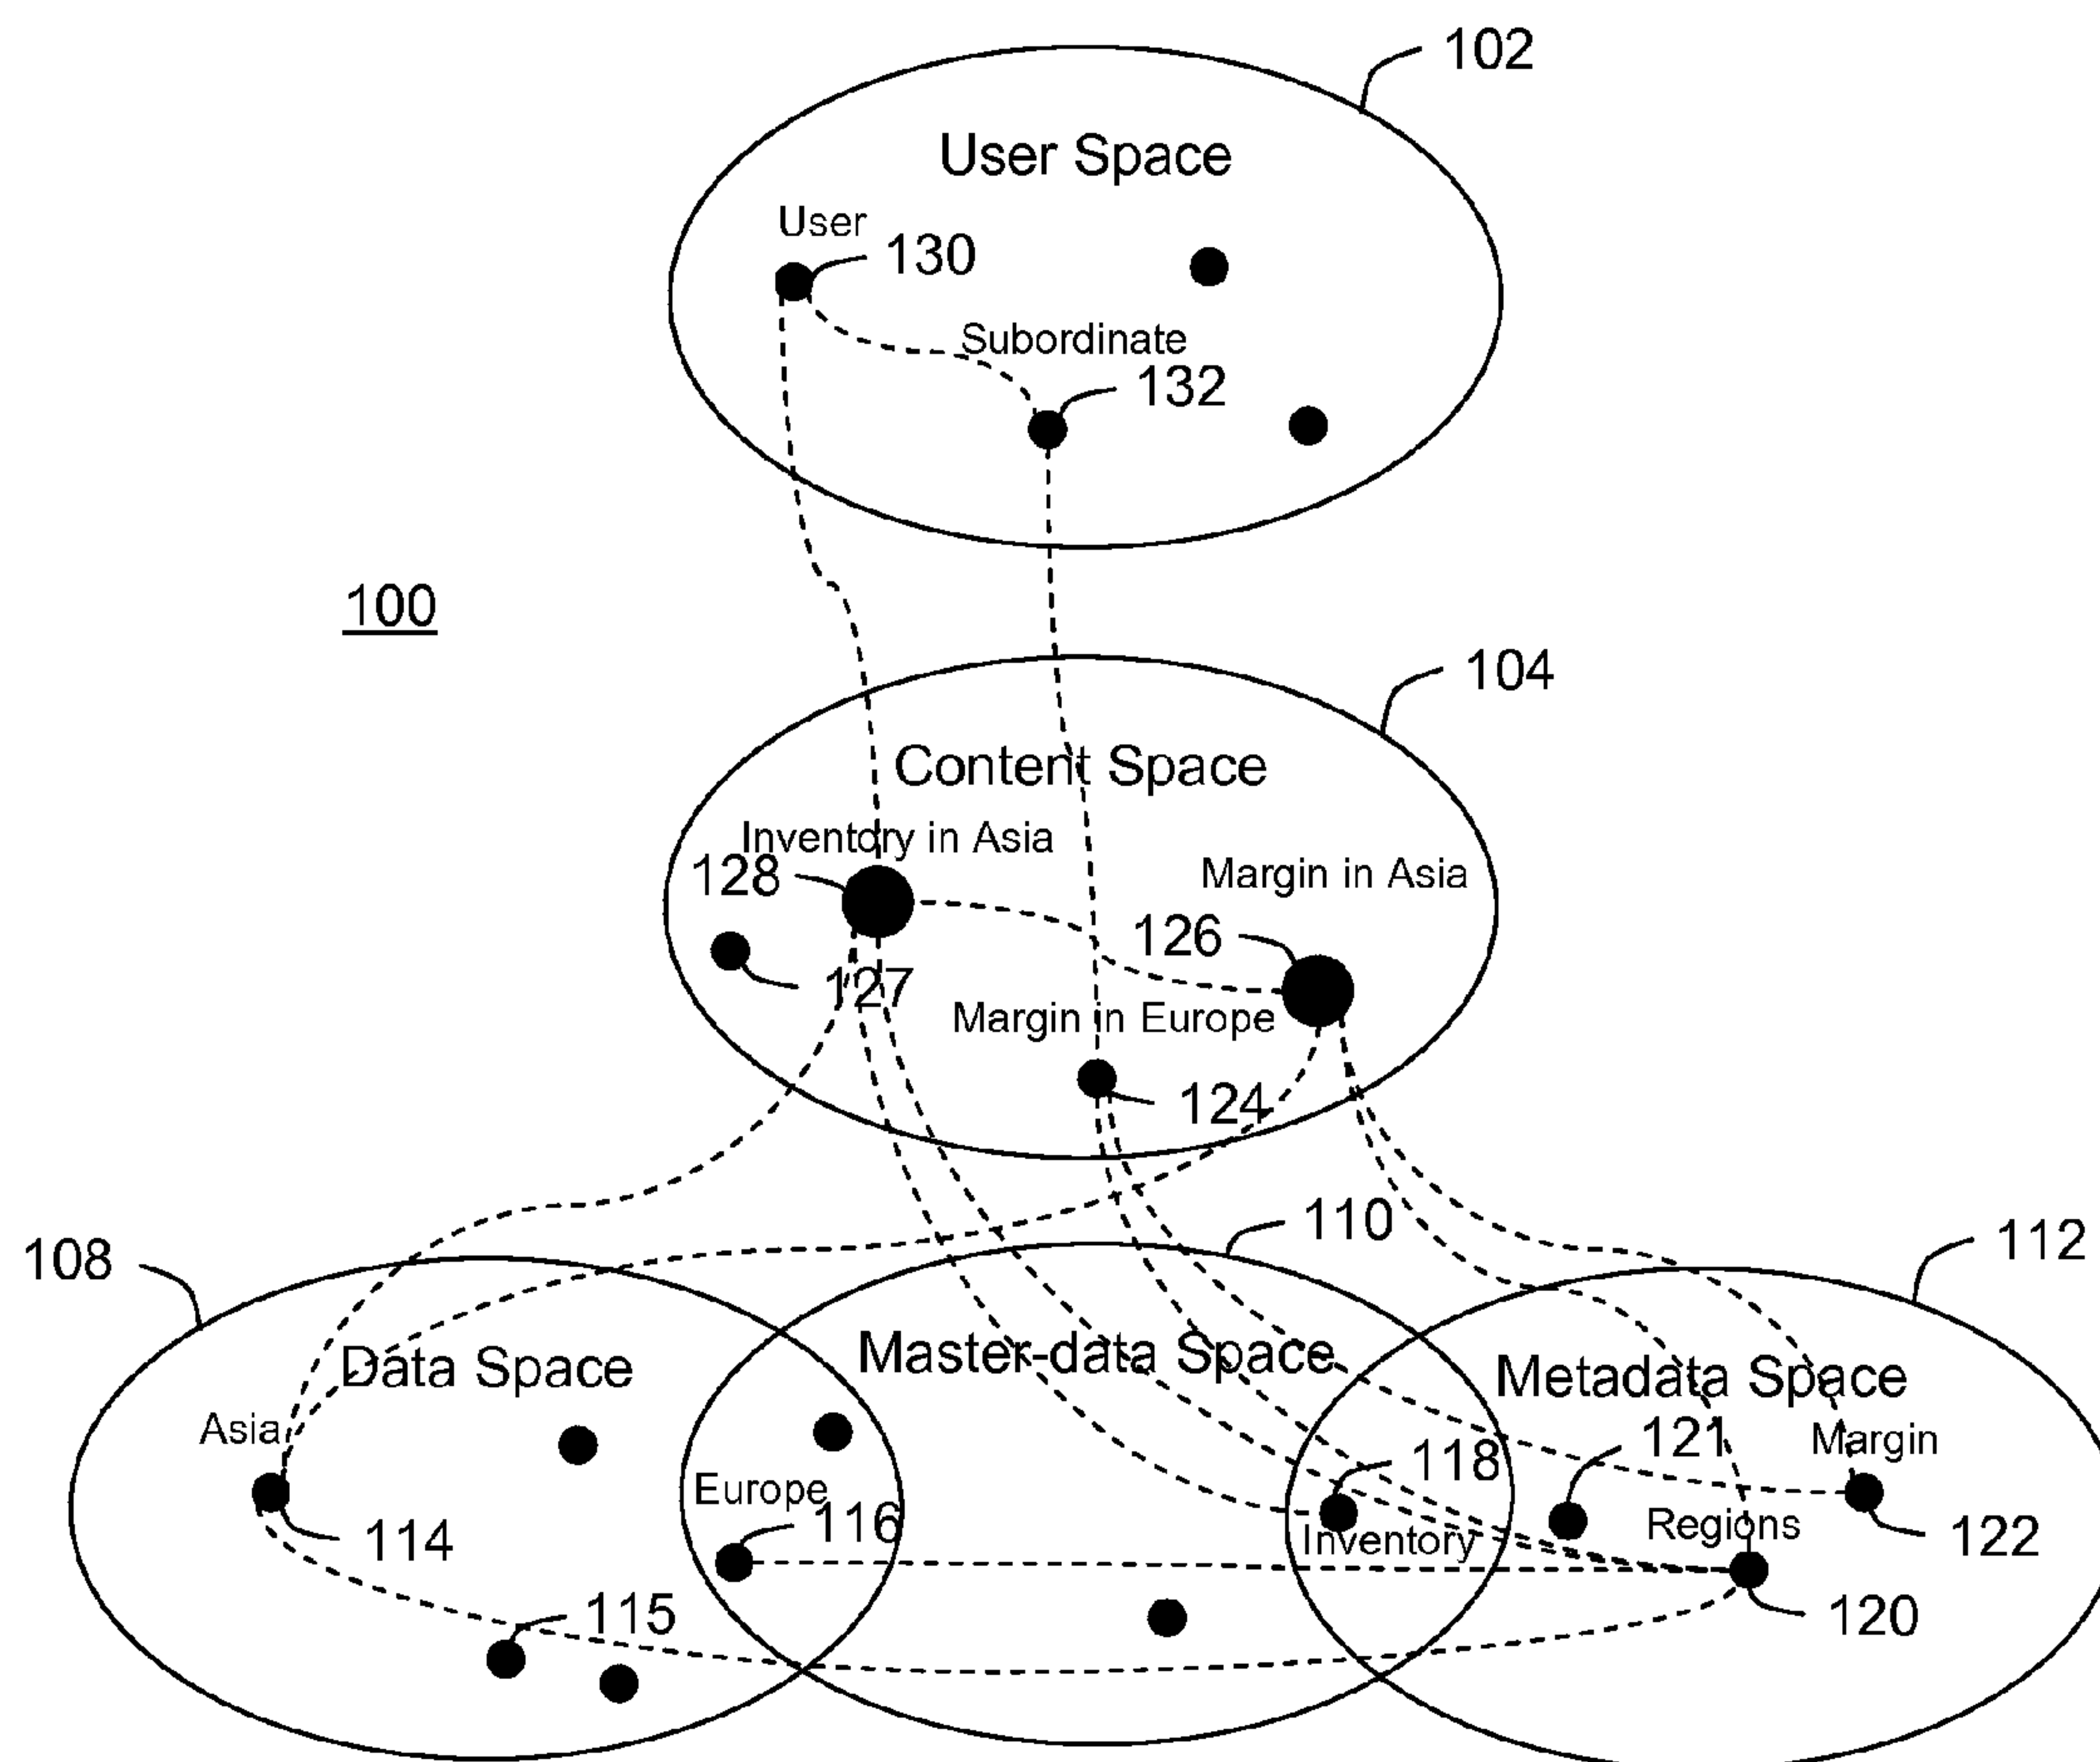 102
User Space
User
130
Subordinate
132
100
104
Content Space
Inventory in Asia
128
Margin in Asia
126
127
Margin in Europe
124
110
108
112
Data Space
Master-data Space
Metadata Space
Asia
118
121
Margin
Europe
116
Inventory
Regions
114
122
115
120